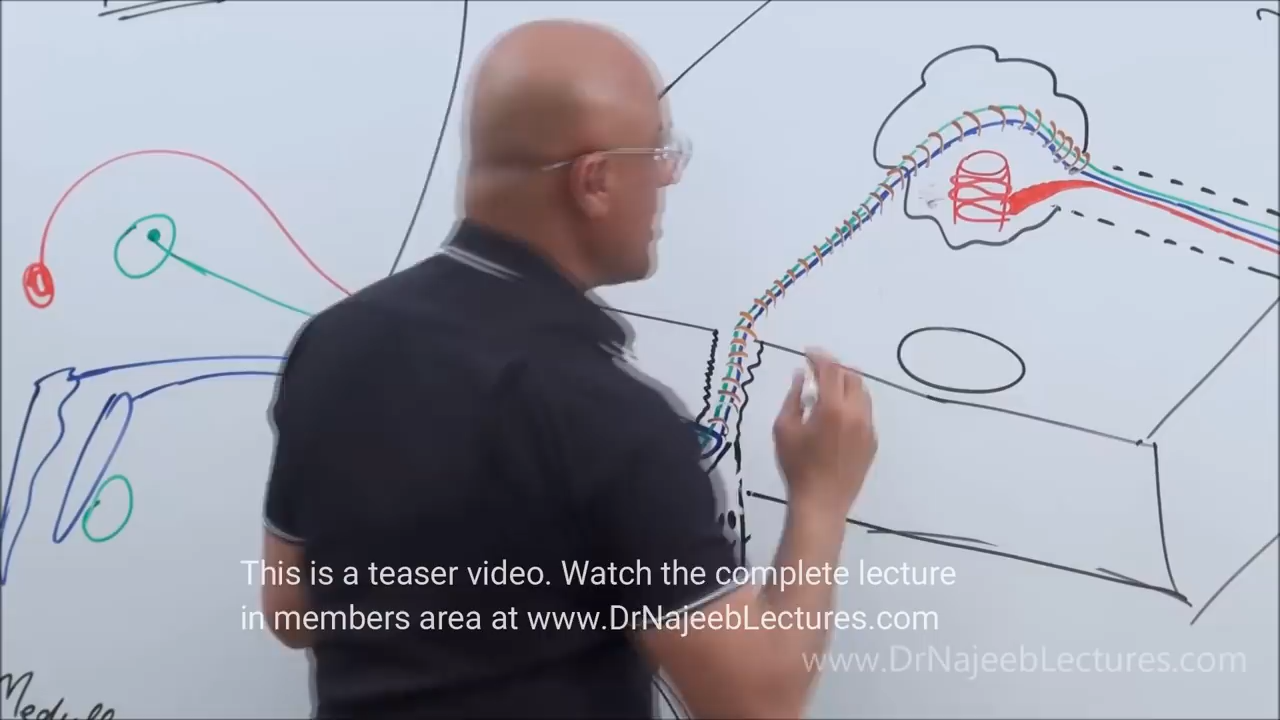 This is a teaser video. Watch the complete lecture
in members area at www.DrNajeebLectures.com
www.DrNajeebLectures.com